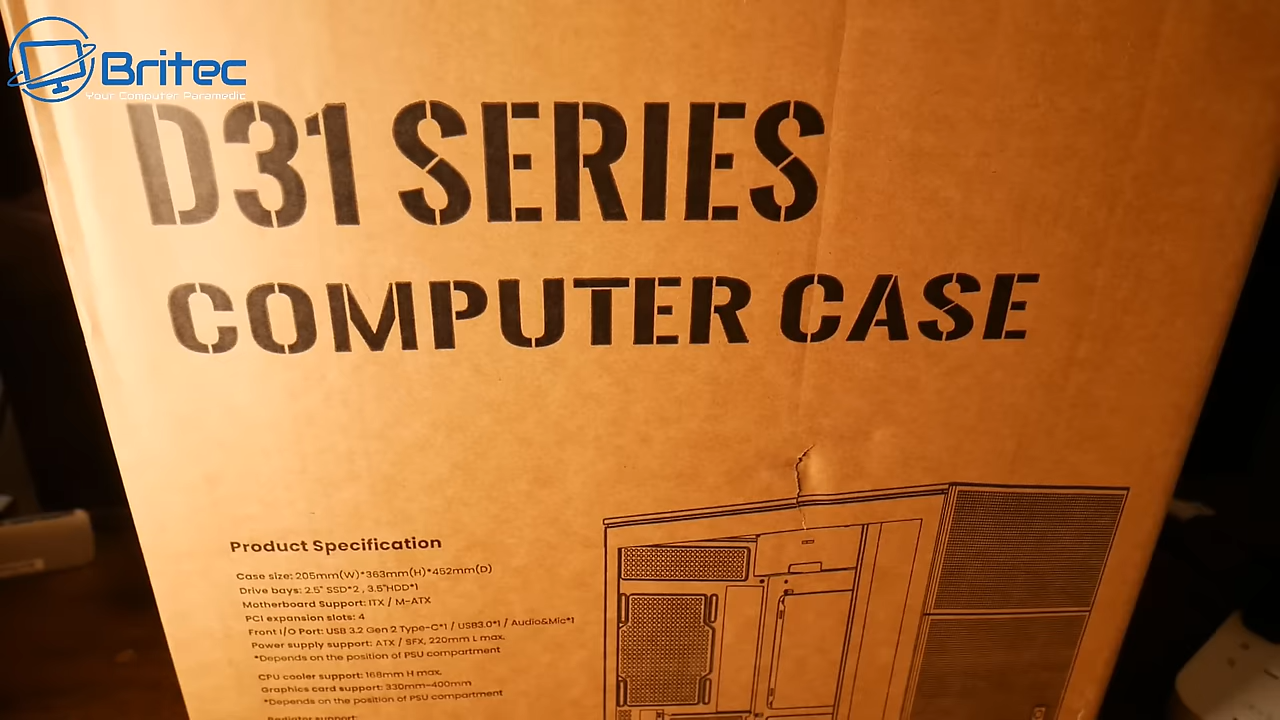 Britec
Your Computer Paramedic
D31 SERIES
COMPUTER CASE
Product Specification
Case size: 205mm(W)*363mm(H)*452mm(D)
Drive bays: 2.5" SSD*2 , 3.5"HDD*1
Motherboard Support: ITX / M-ATX
PCI expansion slots: 4
Front I/O Port: USB 3.2 Gen 2 Type-C*1 / USB3.0*1 / Audio&Mic*1
Power supply support: ATX / SFX, 220mm L max.
*Depends on the position of PSU compartment
CPU cooler support: 168mm H max.
Graphics card support: 330mm-400mm
*Depends on the position of PSU compartment
Radiator support: